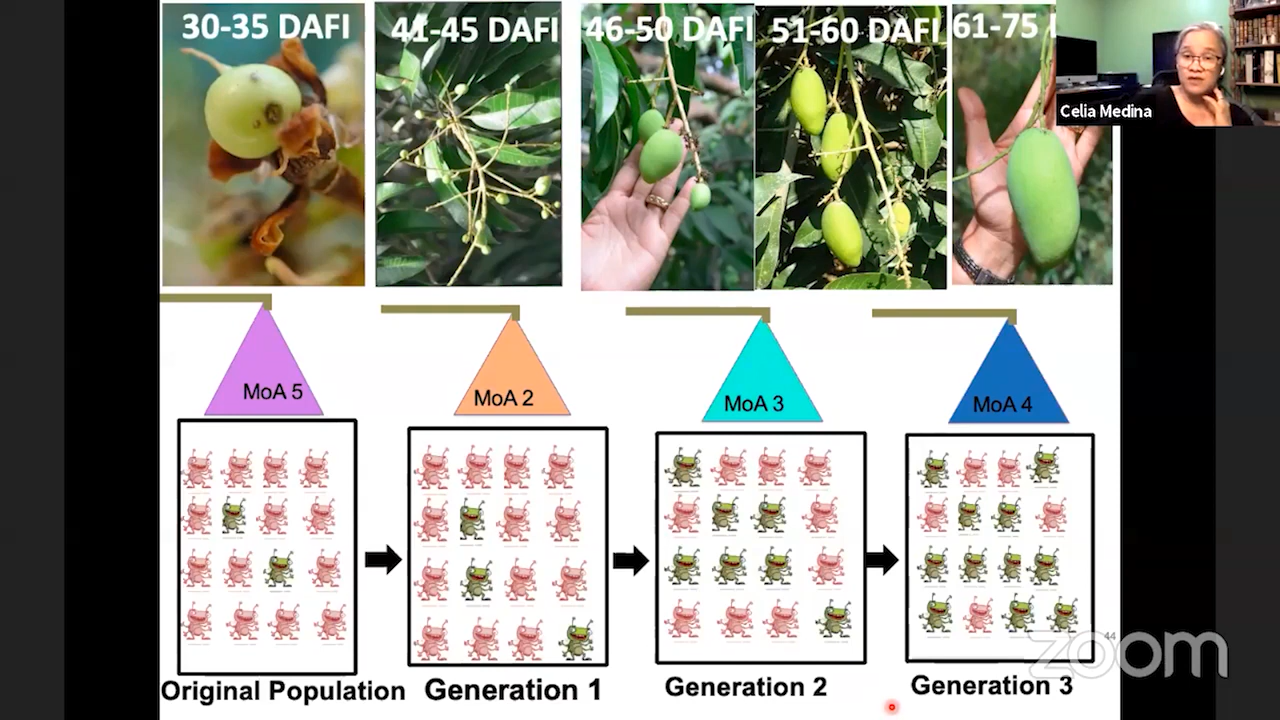 30-35 DAFI
41-45 DAFI
46-50 DAFI
51-60 DAFI
61-75
Celia Medina
MoA 5
MoA 2
MoA 3
MoA 4
44
zoom
Original Population
Generation 1
Generation 2
Generation 3